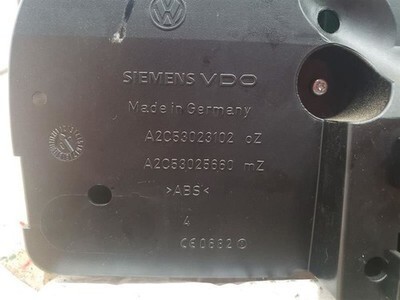 SIEMENS VDO
Made in Germany
A2C53023102 oZ
A2C53025660 mZ
>ABS<
4